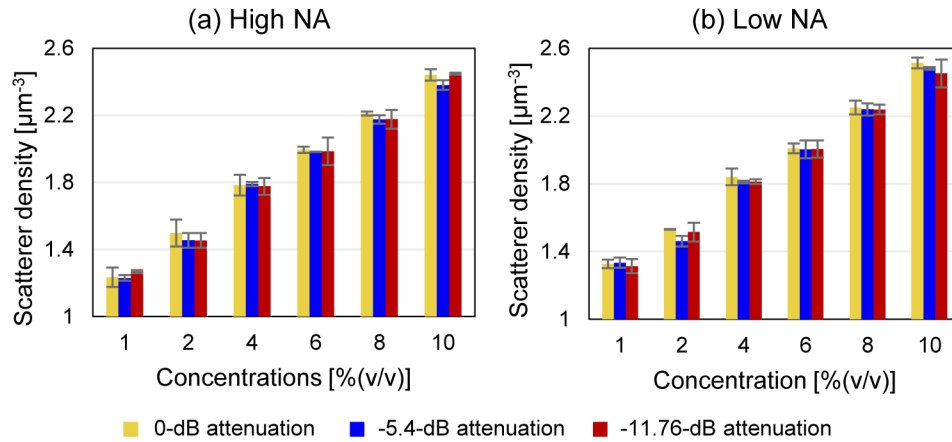 (a) High NA
Scatterer density [μm⁻³]
2.6
2.2
1.8
1.4
1
1 2 4 6 8 10
Concentrations [%(v/v)]
(b) Low NA
Scatterer density [μm⁻³]
2.6
2.2
1.8
1.4
1
1 2 4 6 8 10
Concentration [%(v/v)]
0-dB attenuation -5.4-dB attenuation -11.76-dB attenuation